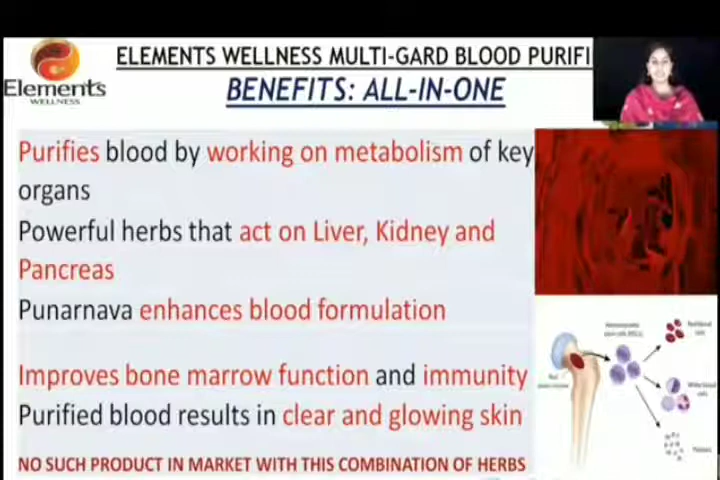 ELEMENTS WELLNESS MULTI-GARD BLOOD PURIFI
BENEFITS: ALL-IN-ONE
Elements
WELLNESS
Purifies blood by working on metabolism of key
organs
Powerful herbs that act on Liver, Kidney and
Pancreas
Punarnava enhances blood formulation
Improves bone marrow function and immunity
Purified blood results in clear and glowing skin
NO SUCH PRODUCT IN MARKET WITH THIS COMBINATION OF HERBS